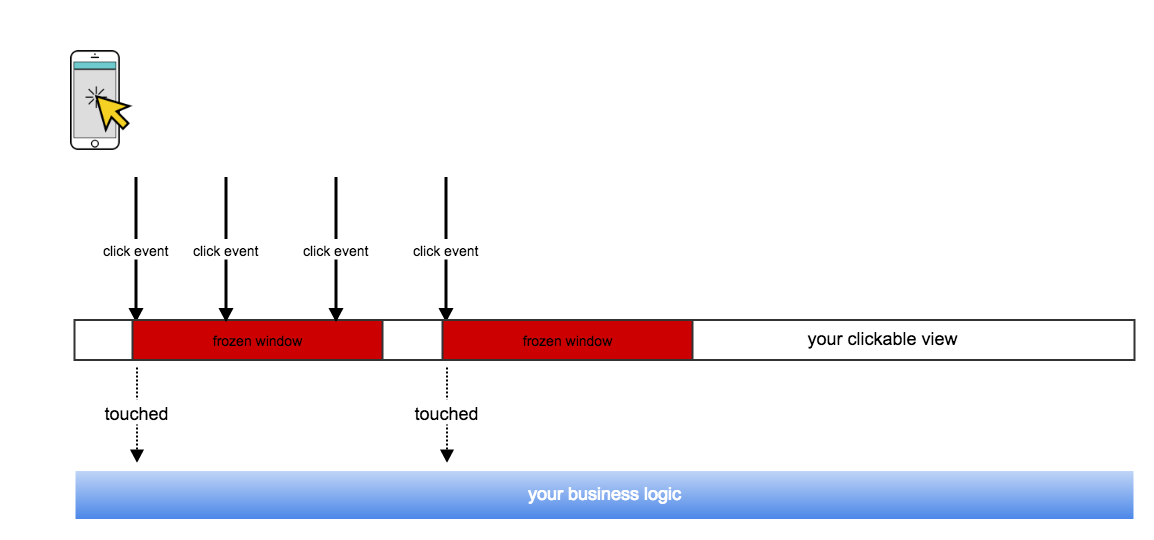 click event
click event
click event
click event
frozen window
frozen window
your clickable view
touched
touched
your business logic